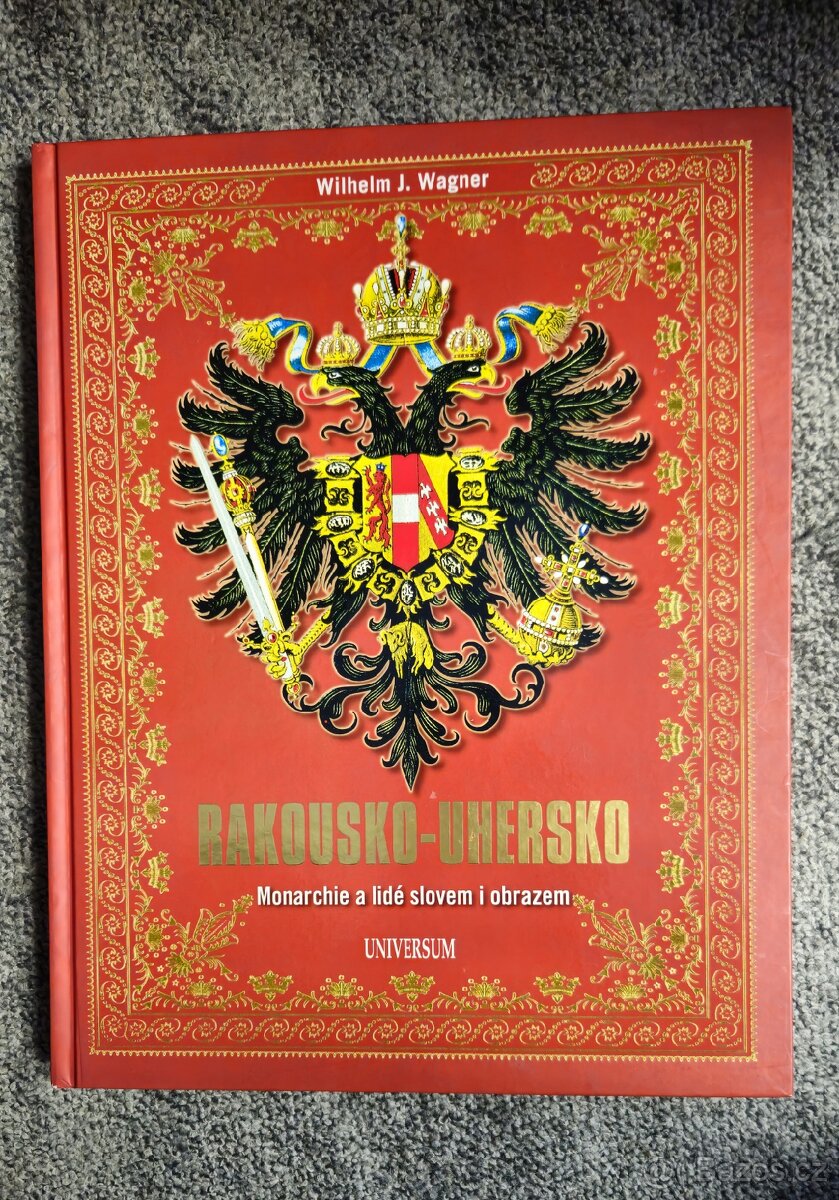 Wilhelm J. Wagner
RAKOUSKO-UHERSKO
Monarchie a lidé slovem i obrazem
UNIVERSUM